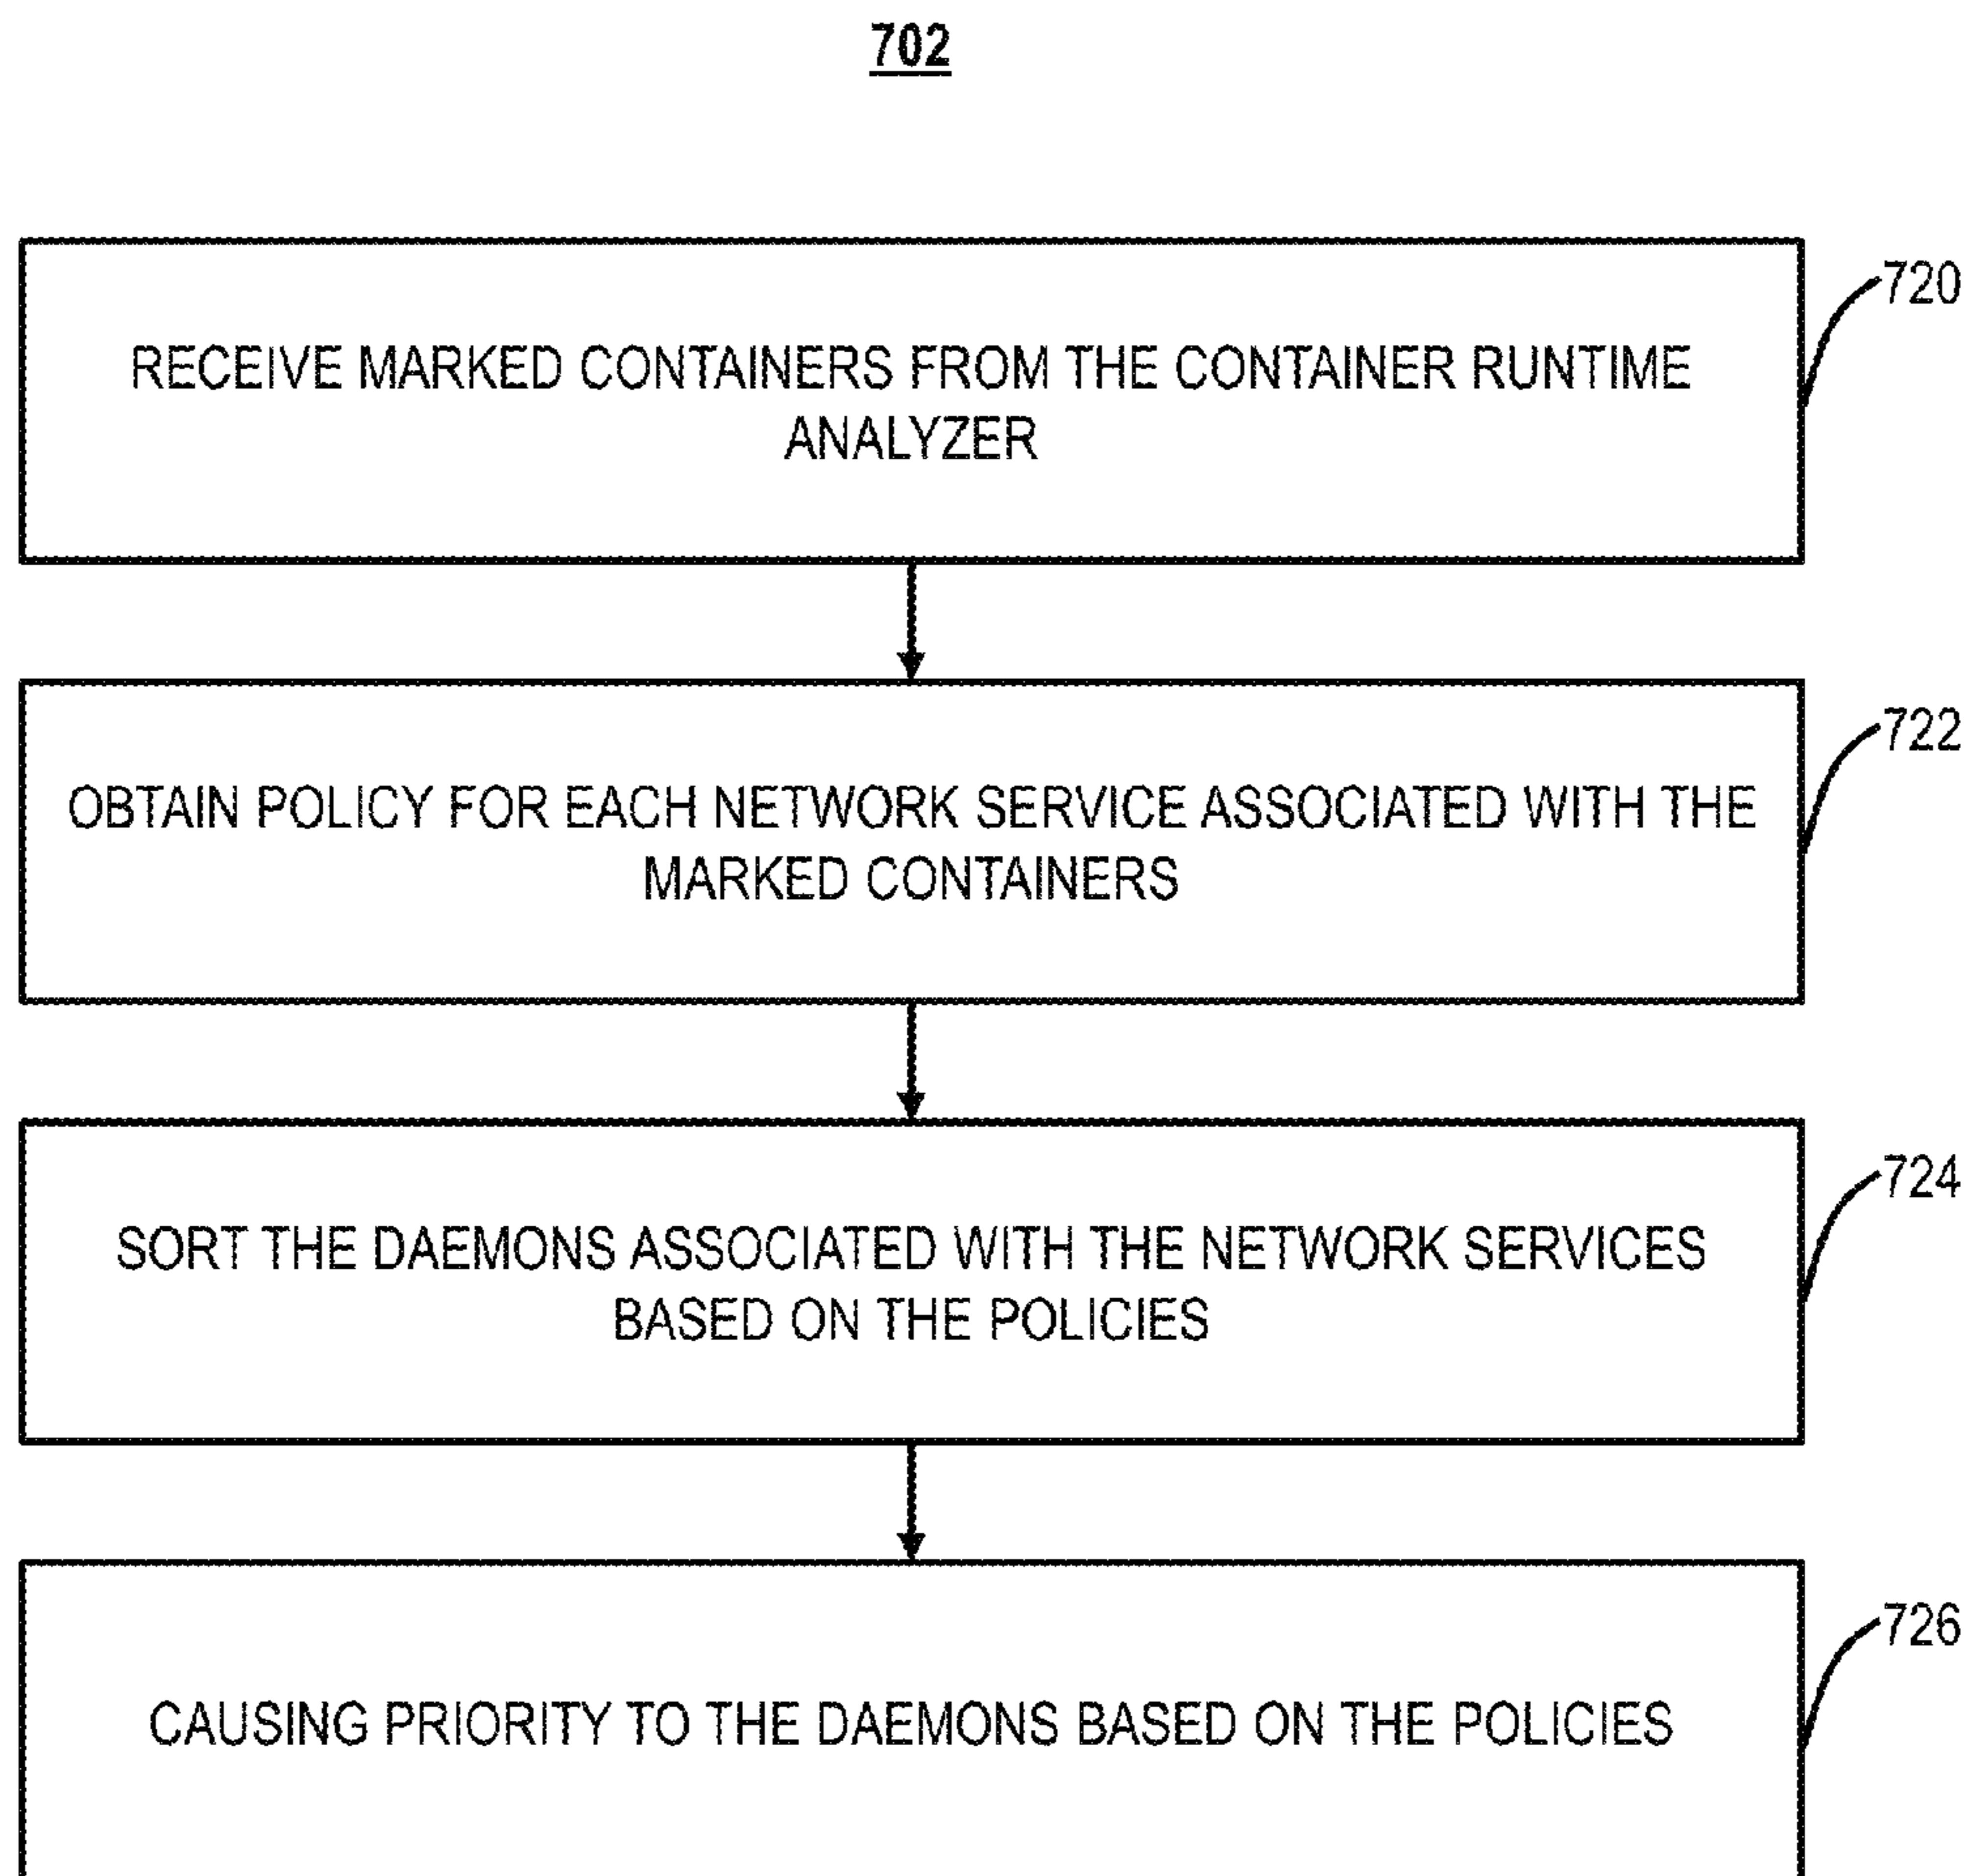 702
720
RECEIVE MARKED CONTAINERS FROM THE CONTAINER RUNTIME
ANALYZER
722
OBTAIN POLICY FOR EACH NETWORK SERVICE ASSOCIATED WITH THE
MARKED CONTAINERS
724
SORT THE DAEMONS ASSOCIATED WITH THE NETWORK SERVICES
BASED ON THE POLICIES
726
CAUSING PRIORITY TO THE DAEMONS BASED ON THE POLICIES